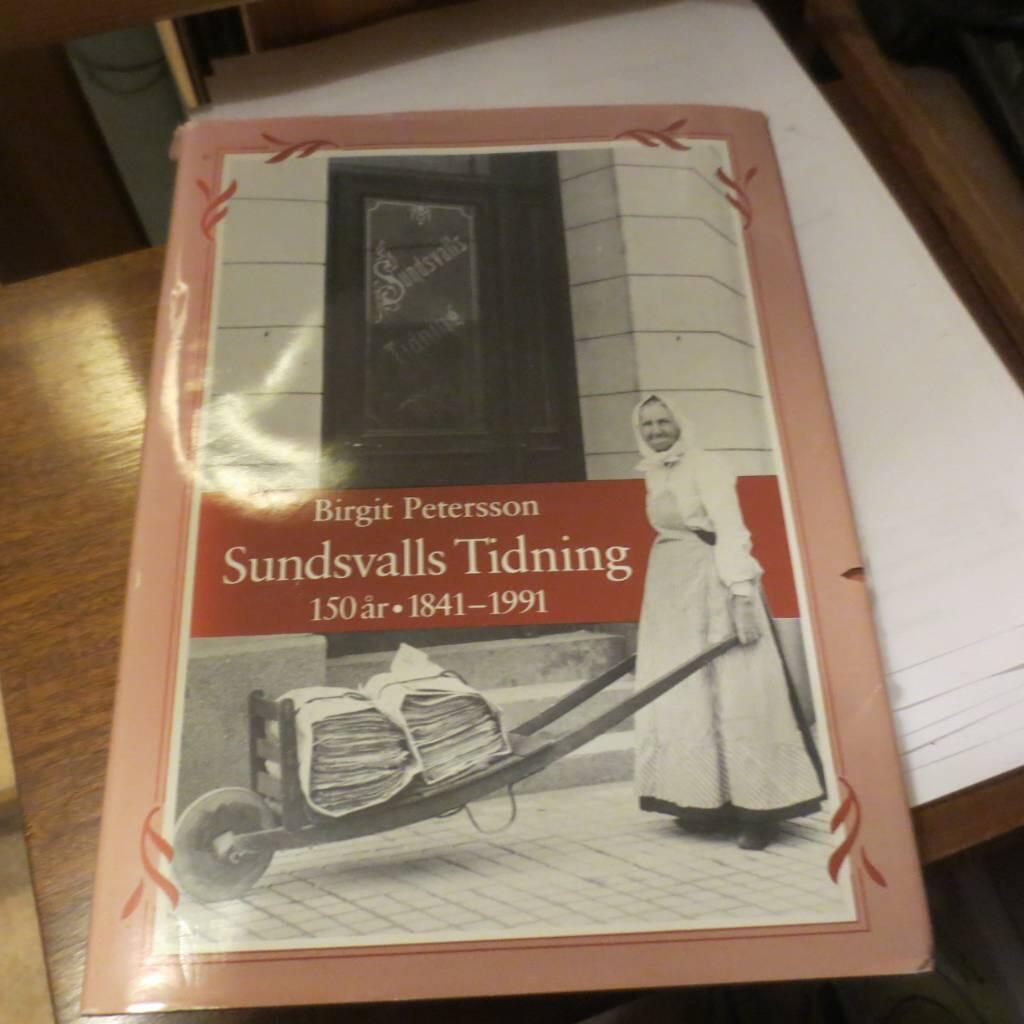 Sundsvalls
Tidning
Birgit Petersson
Sundsvalls Tidning
150 år • 1841–1991